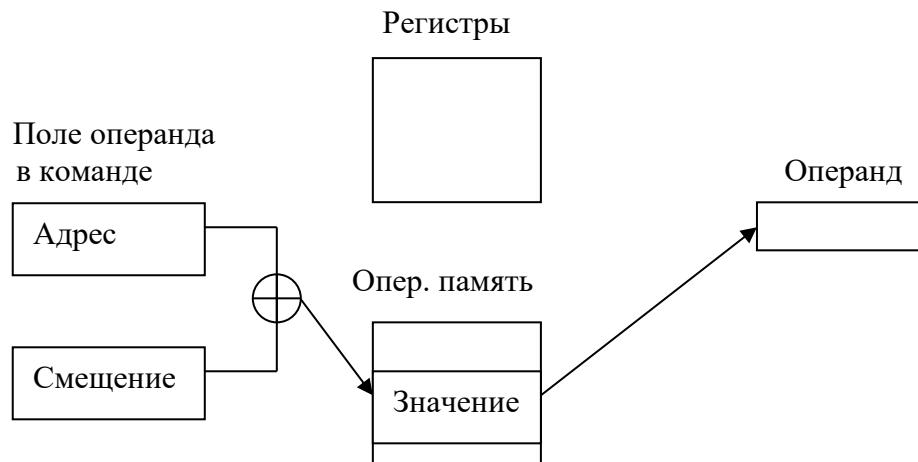 Регистры
Поле операнда
в команде
Операнд
Адрес
Опер. память
Смещение
Значение